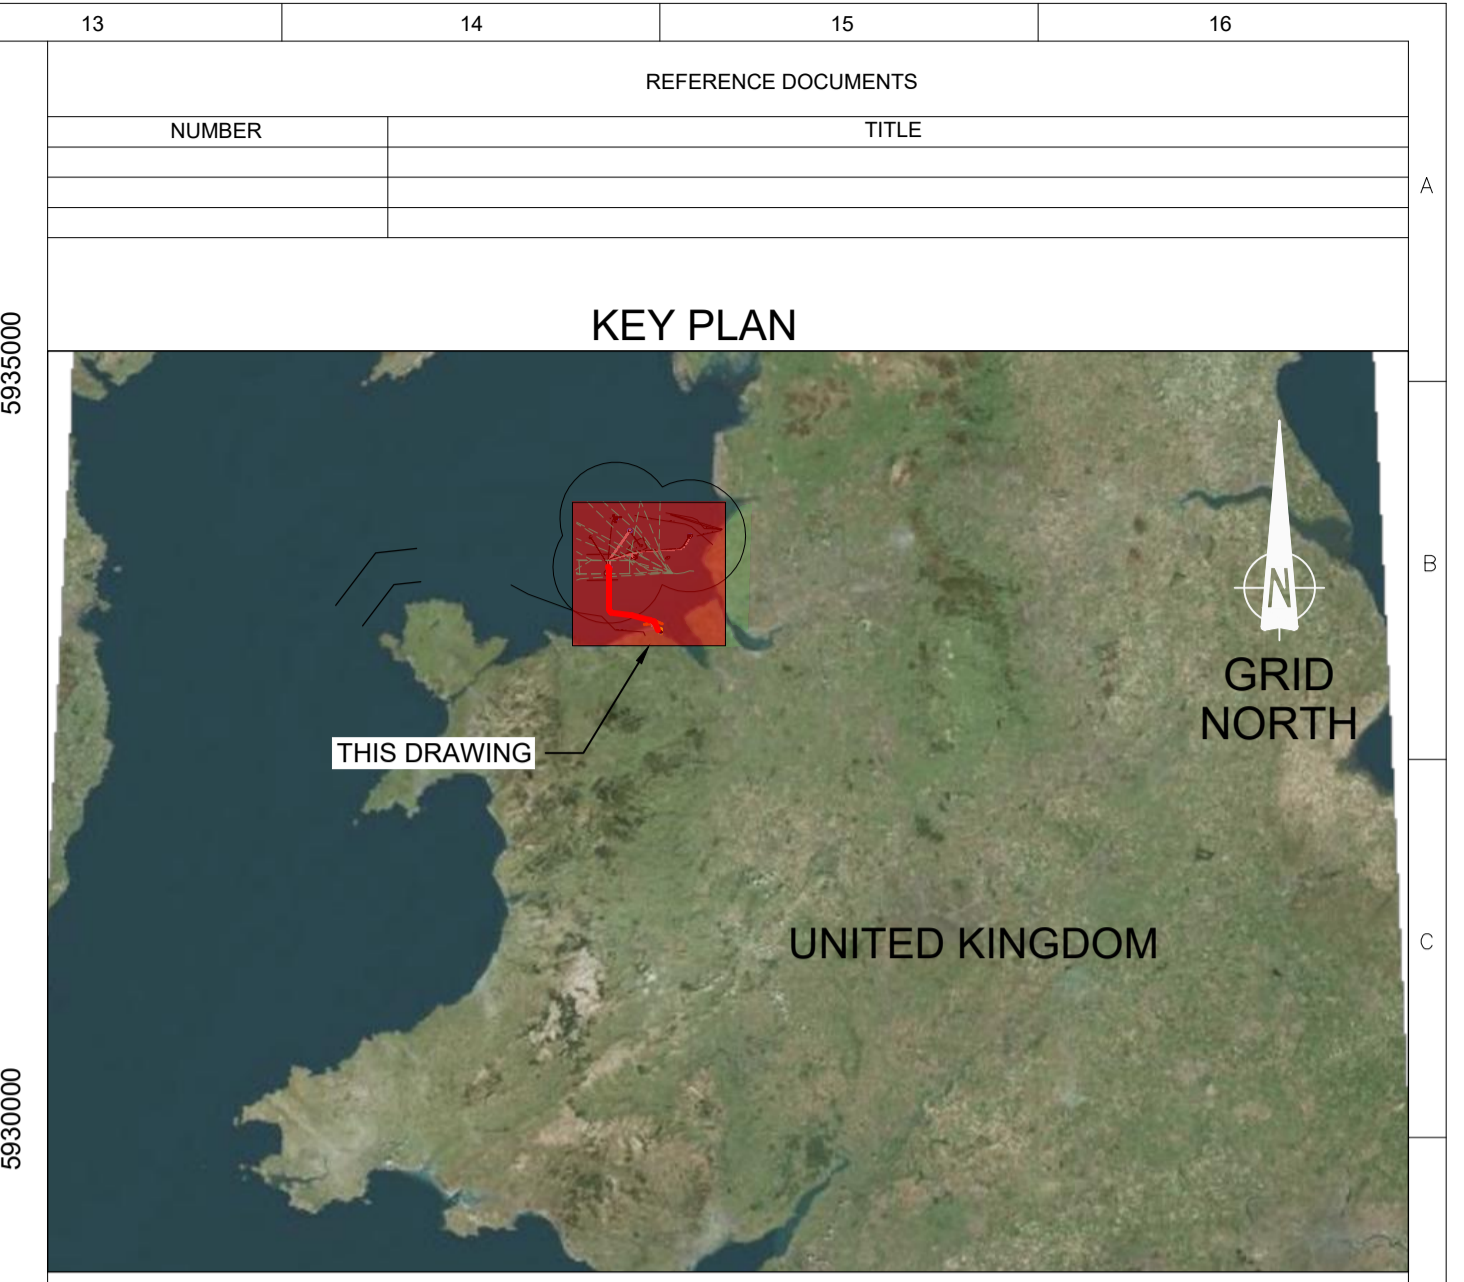 13 14 15 16
REFERENCE DOCUMENTS
NUMBER TITLE
A
KEY PLAN
5935000
B
N
GRID
NORTH
THIS DRAWING
UNITED KINGDOM
C
5930000